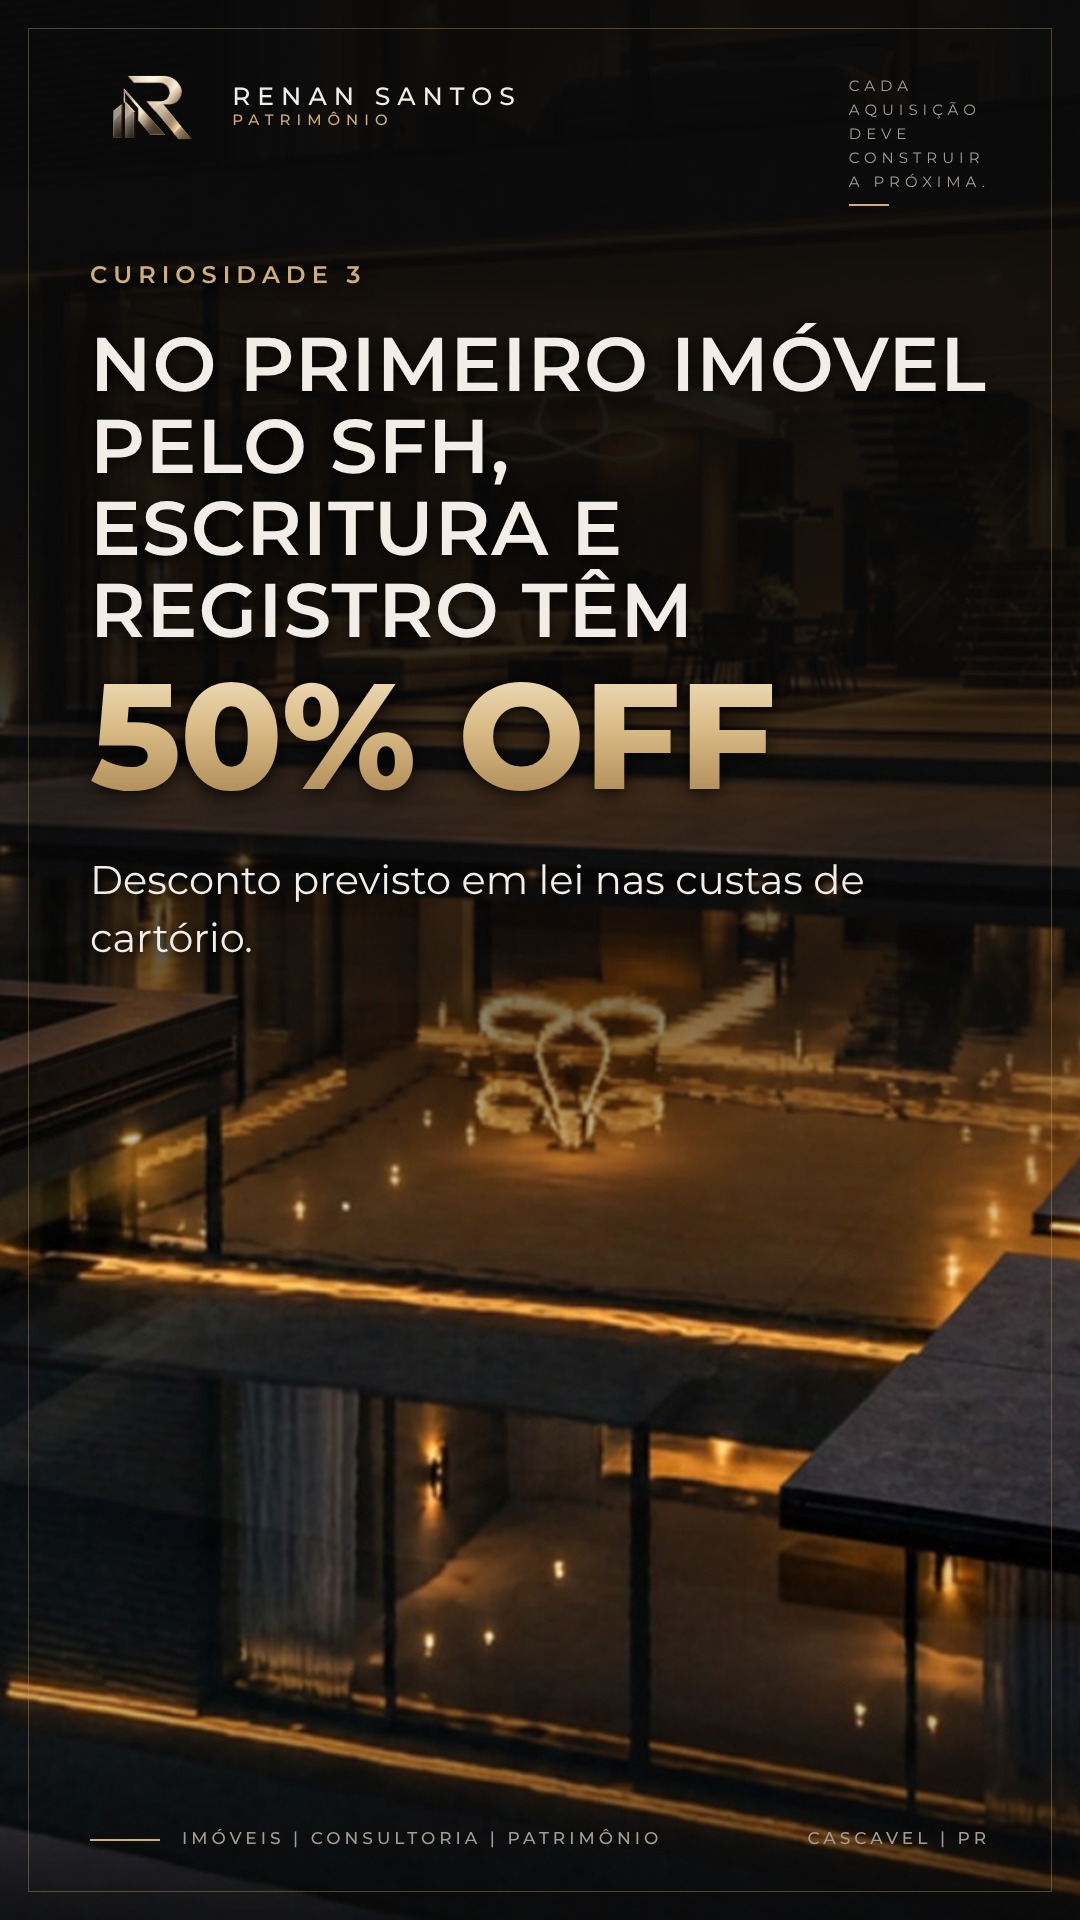 RENAN SANTOS
PATRIMÔNIO
CADA
AQUISIÇÃO
DEVE
CONSTRUIR
A PRÓXIMA.
CURIOSIDADE 3
NO PRIMEIRO IMÓVEL
PELO SFH,
ESCRITURA E
REGISTRO TÊM
50% OFF
Desconto previsto em lei nas custas de
cartório.
IMÓVEIS | CONSULTORIA | PATRIMÔNIO
CASCAVEL | PR